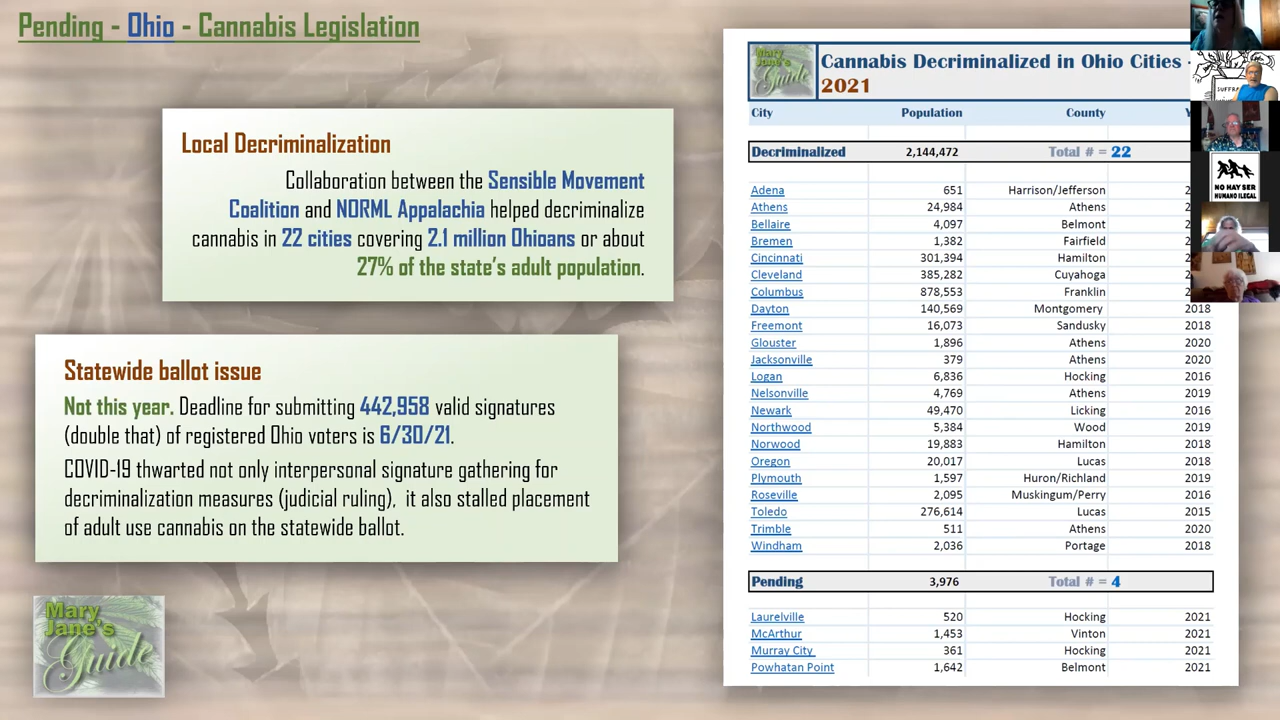 Pending - Ohio - Cannabis Legislation
Local Decriminalization
Collaboration between the Sensible Movement
Coalition and NORML Appalachia helped decriminalize
cannabis in 22 cities covering 2.1 million Ohioans or about
27% of the state's adult population.
Statewide ballot issue
Not this year. Deadline for submitting 442,958 valid signatures
(double that) of registered Ohio voters is 6/30/21.
COVID-19 thwarted not only interpersonal signature gathering for
decriminalization measures (judicial ruling), it also stalled placement
of adult use cannabis on the statewide ballot.
Mary
Jane's
Guide
Mary
Jane's
Guide
Cannabis Decriminalized in Ohio Cities -
2021
City Population County
Decriminalized 2,144,472 Total # = 22
Adena 651 Harrison/Jefferson
Athens 24,984 Athens
Bellaire 4,097 Belmont
Bremen 1,382 Fairfield
Cincinnati 301,394 Hamilton
Cleveland 385,282 Cuyahoga
Columbus 878,553 Franklin
Dayton 140,569 Montgomery 2018
Freemont 16,073 Sandusky 2018
Glouster 1,896 Athens 2020
Jacksonville 379 Athens 2020
Logan 6,836 Hocking 2016
Nelsonville 4,769 Athens 2019
Newark 49,470 Licking 2016
Northwood 5,384 Wood 2019
Norwood 19,883 Hamilton 2018
Oregon 20,017 Lucas 2018
Plymouth 1,597 Huron/Richland 2019
Roseville 2,095 Muskingum/Perry 2016
Toledo 276,614 Lucas 2015
Trimble 511 Athens 2020
Windham 2,036 Portage 2018
Pending 3,976 Total # = 4
Laurelville 520 Hocking 2021
McArthur 1,453 Vinton 2021
Murray City 361 Hocking 2021
Powhatan Point 1,642 Belmont 2021
NO HAY SER
HUMANO ILEGAL